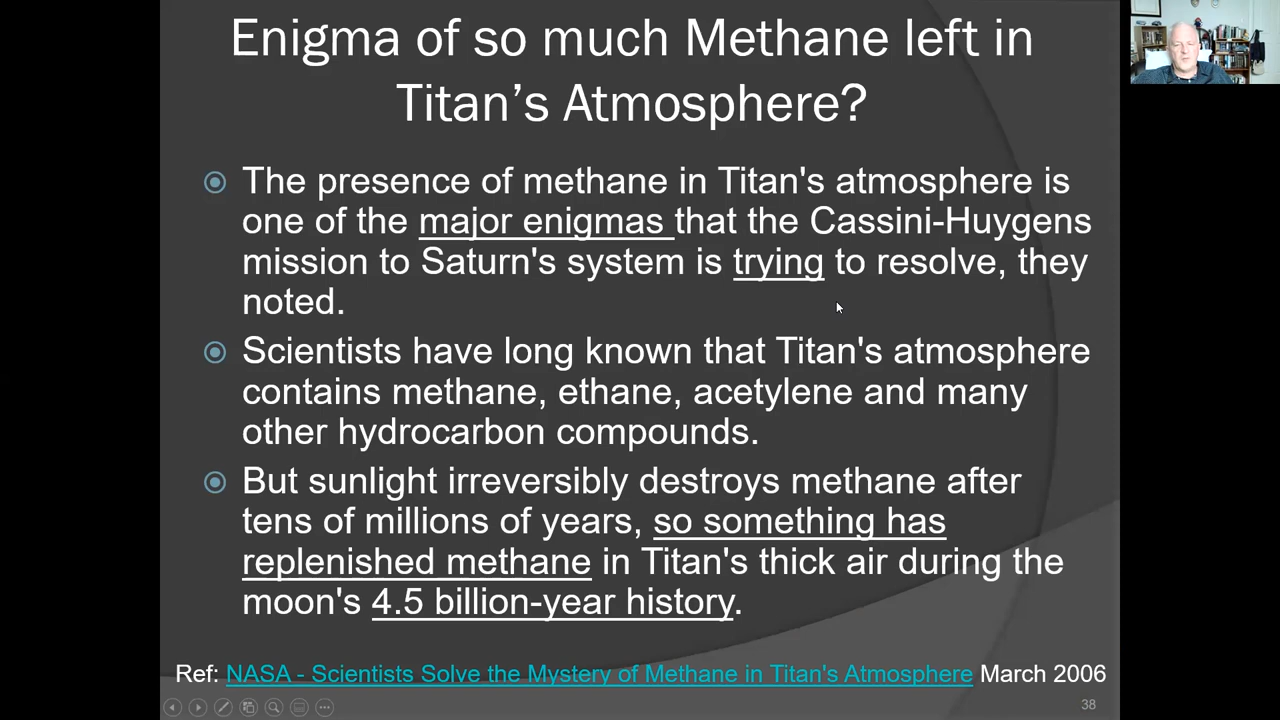 Enigma of so much Methane left in
Titan's Atmosphere?
The presence of methane in Titan's atmosphere is
one of the major enigmas that the Cassini-Huygens
mission to Saturn's system is trying to resolve, they
noted.
Scientists have long known that Titan's atmosphere
contains methane, ethane, acetylene and many
other hydrocarbon compounds.
But sunlight irreversibly destroys methane after
tens of millions of years, so something has
replenished methane in Titan's thick air during the
moon's 4.5 billion-year history.
Ref: NASA - Scientists Solve the Mystery of Methane in Titan's Atmosphere March 2006
38